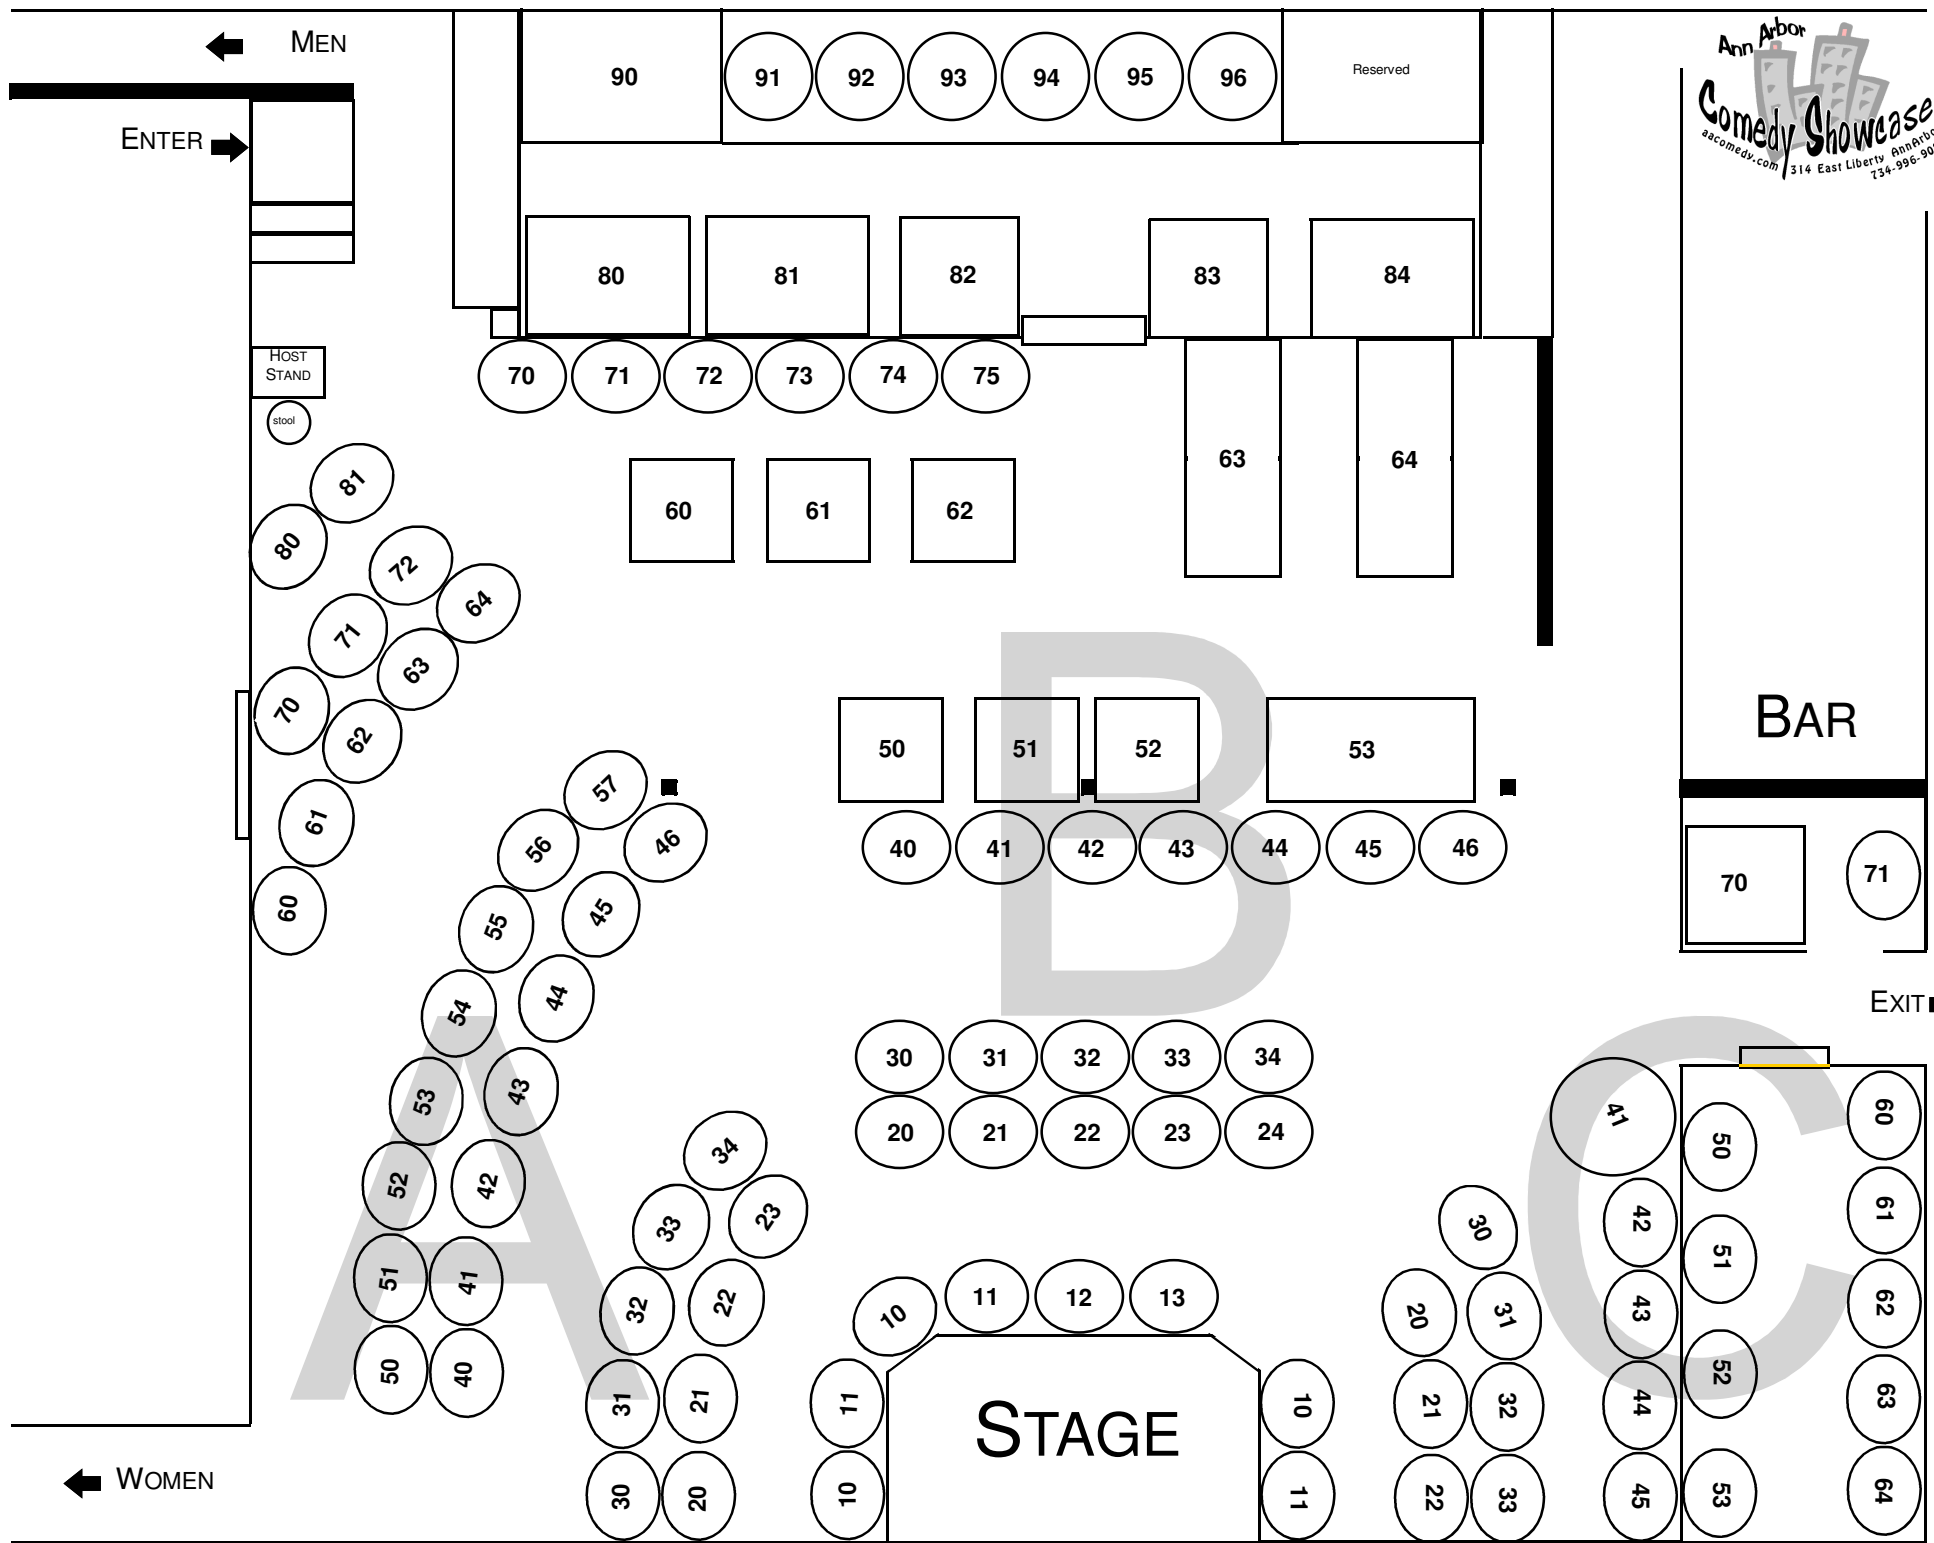 MEN
90 91 92 93 94 95 96 Reserved
Ann Arbor
Comedy Showcase
aacomedy.com 314 East Liberty
ENTER
80 81 82 83 84
HOST
STAND
stool
70 71 72 73 74 75
63 64
60 61 62
81
80
72
64
71
63
70
62
61
60
BAR
50 51 52 53
B
57
56
46
55
45
54
44
53
43
52
42
51
41
50
40
A
40 41 42 43 44 45 46
70 71
EXIT
30 31 32 33 34
20 21 22 23 24
34
33
23
32
22
31
21
30
20
10 11 12 13
11
10
STAGE
10
11
30
20 31
21 32
22 33
C
41
42
43
44
45
50
51
52
53
60
61
62
63
64
WOMEN